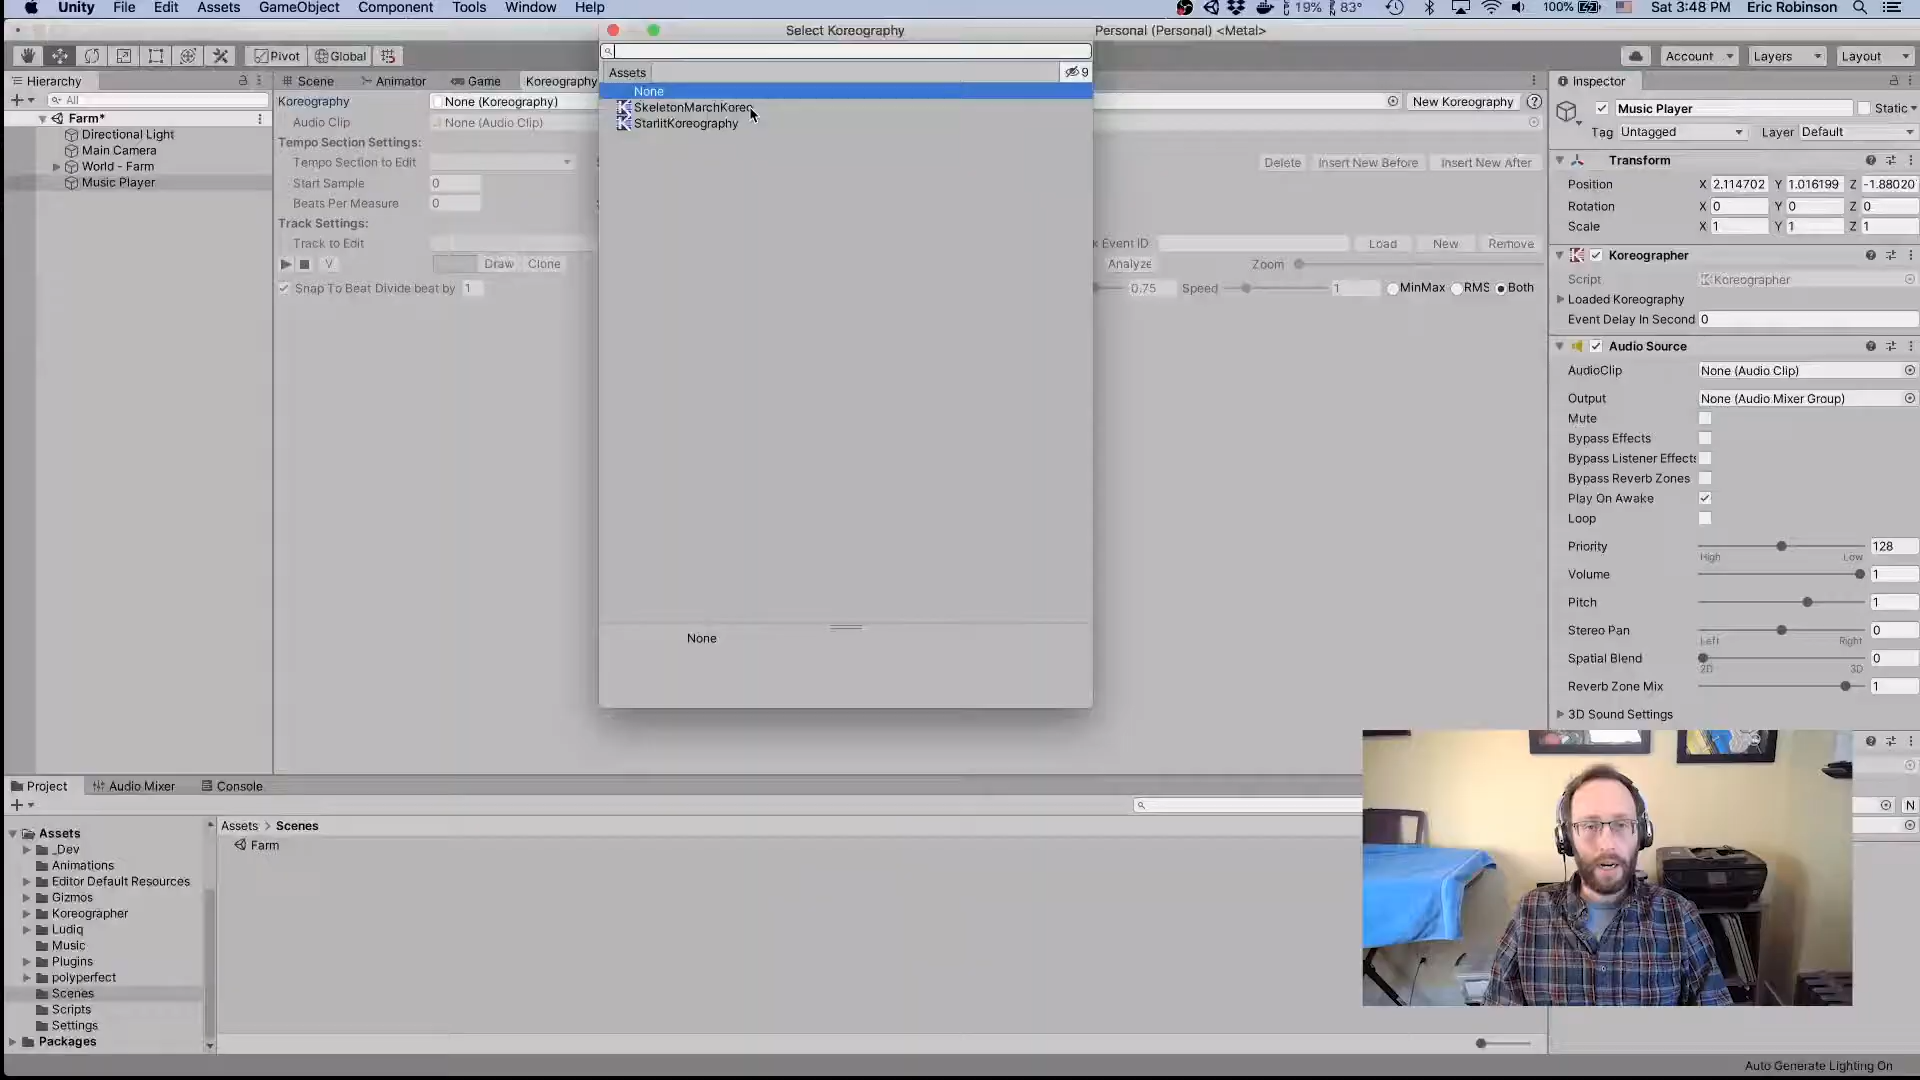 Unity File Edit Assets GameObject Component Tools Window Help
19% 83° 100% Sat 3:48 PM Eric Robinson
Select Koreography
Personal (Personal) <Metal>
Pivot Global Account Layers Layout
Hierarchy
All
Farm*
Directional Light
Main Camera
World - Farm
Music Player
Scene Animator Game Koreography
Koreography None (Koreography) New Koreography
Audio Clip None (Audio Clip)
Tempo Section Settings:
Tempo Section to Edit Delete Insert New Before Insert New After
Start Sample 0
Beats Per Measure 0
Track Settings:
Track to Edit Event ID Load New Remove
V Draw Clone Analyze Zoom
Snap To Beat Divide beat by 1 0.75 Speed 1 MinMax RMS Both
Assets 9
None
SkeletonMarchKoreo
StarlitKoreography
None
Inspector
Music Player Static
Tag Untagged Layer Default
Transform
Position X 2.114702 Y 1.016199 Z -1.88020
Rotation X 0 Y 0 Z 0
Scale X 1 Y 1 Z 1
Koreographer
Script Koreographer
Loaded Koreography
Event Delay In Second 0
Audio Source
AudioClip None (Audio Clip)
Output None (Audio Mixer Group)
Mute
Bypass Effects
Bypass Listener Effects
Bypass Reverb Zones
Play On Awake
Loop
Priority 128
High Low
Volume 1
Pitch 1
Stereo Pan 0
Left Right
Spatial Blend 0
2D 3D
Reverb Zone Mix 1
3D Sound Settings
N
Project Audio Mixer Console
Assets
_Dev
Animations
Editor Default Resources
Gizmos
Koreographer
Ludiq
Music
Plugins
polyperfect
Scenes
Scripts
Settings
Packages
Assets > Scenes
Farm
Auto Generate Lighting On